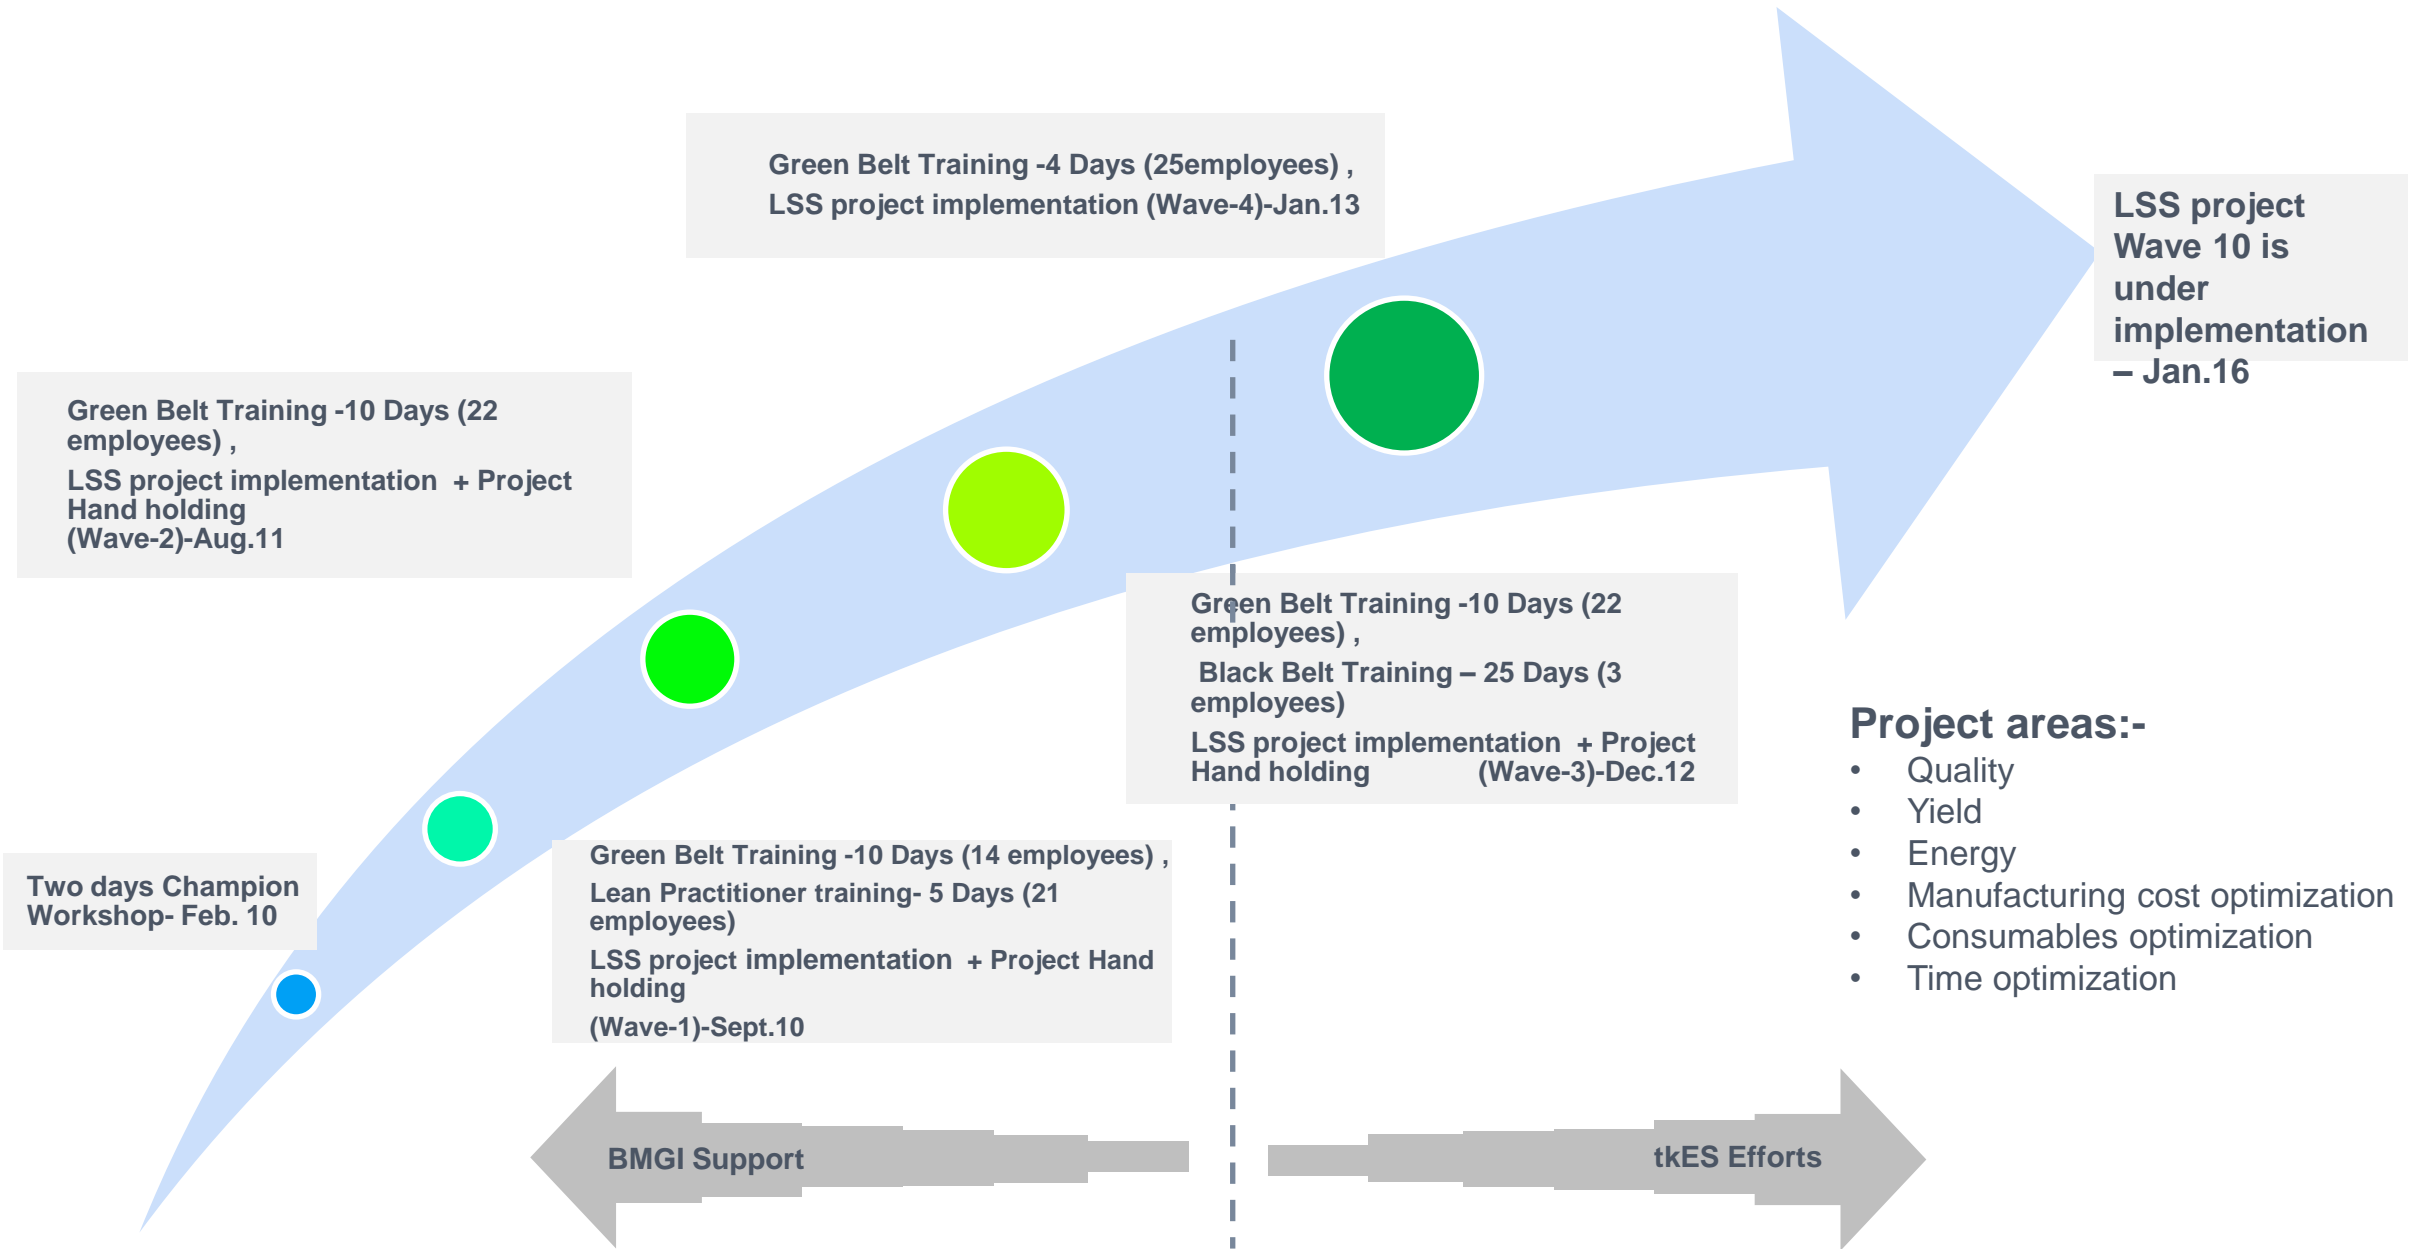 Green Belt Training -4 Days (25employees) ,
LSS project implementation (Wave-4)-Jan.13
LSS project
Wave 10 is
under
implementation
– Jan.16
Green Belt Training -10 Days (22
employees) ,
LSS project implementation  + Project
Hand holding
(Wave-2)-Aug.11
Green Belt Training -10 Days (22
employees) ,
Black Belt Training – 25 Days (3
employees)
LSS project implementation  + Project
Hand holding (Wave-3)-Dec.12
Two days Champion
Workshop- Feb. 10
Green Belt Training -10 Days (14 employees) ,
Lean Practitioner training- 5 Days (21
employees)
LSS project implementation  + Project Hand
holding
(Wave-1)-Sept.10
Project areas:-
• Quality
• Yield
• Energy
• Manufacturing cost optimization
• Consumables optimization
• Time optimization
BMGI Support
tkES Efforts